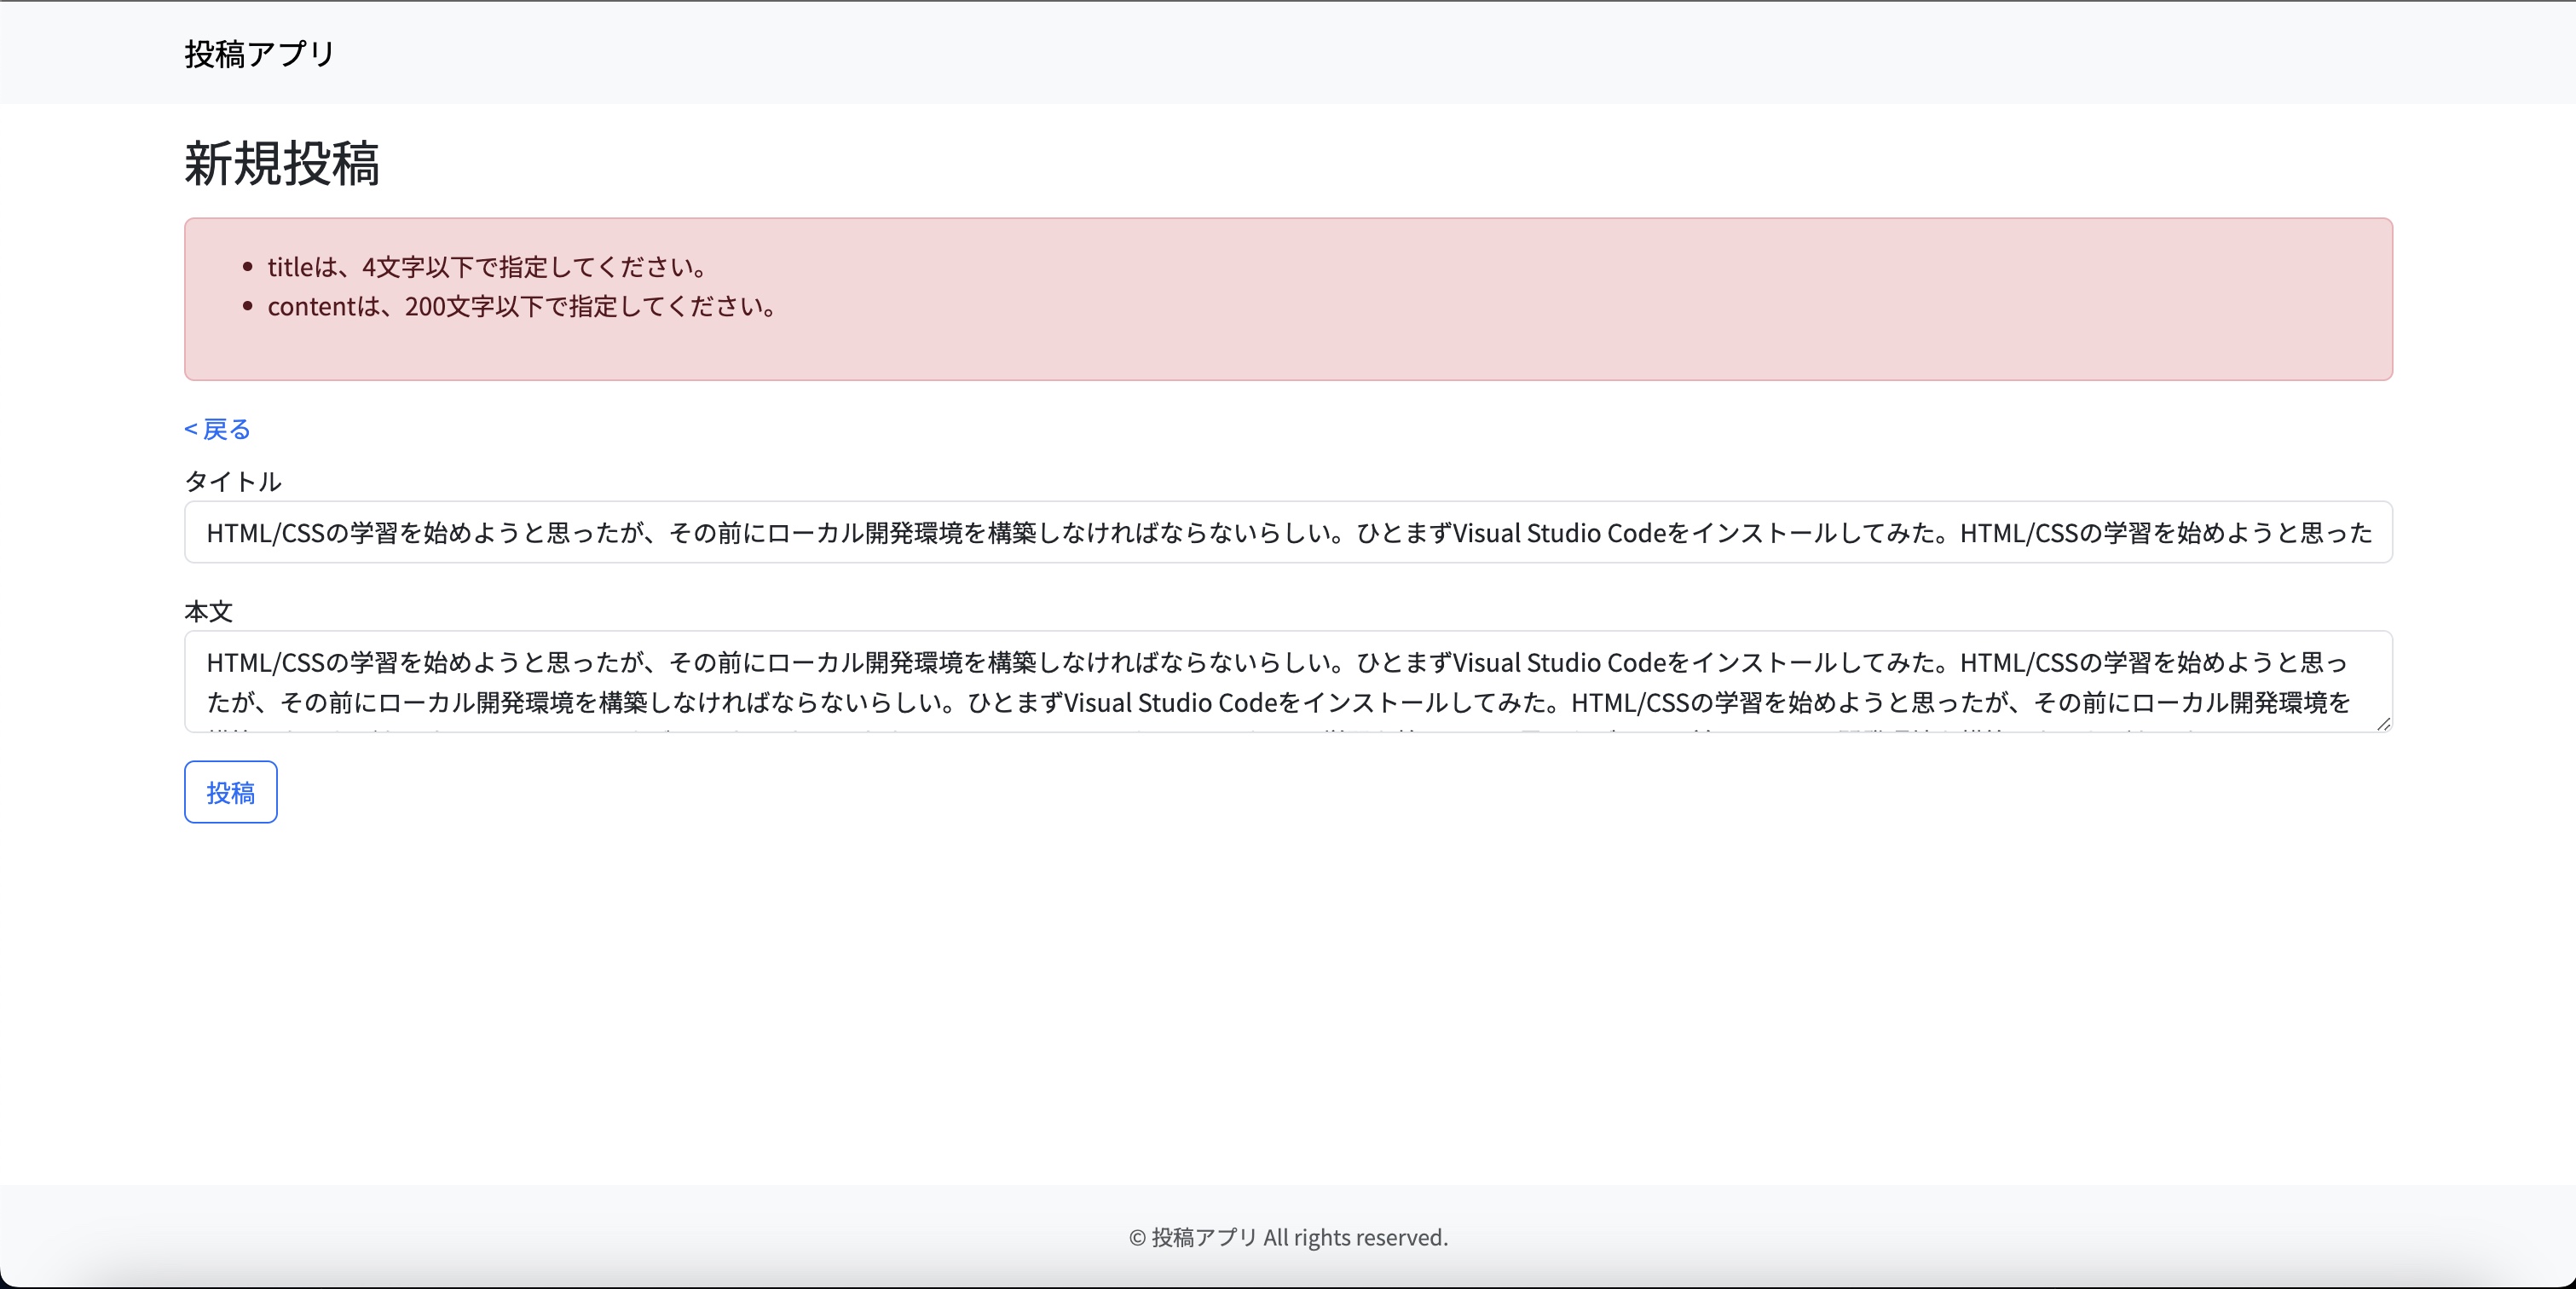 投稿アプリ
新規投稿
titleは、4文字以下で指定してください。
contentは、200文字以下で指定してください。
< 戻る
タイトル
HTML/CSSの学習を始めようと思ったが、その前にローカル開発環境を構築しなければならないらしい。ひとまずVisual Studio Codeをインストールしてみた。HTML/CSSの学習を始めようと思った
本文
HTML/CSSの学習を始めようと思ったが、その前にローカル開発環境を構築しなければならないらしい。ひとまずVisual Studio Codeをインストールしてみた。HTML/CSSの学習を始めようと思っ
たが、その前にローカル開発環境を構築しなければならないらしい。ひとまずVisual Studio Codeをインストールしてみた。HTML/CSSの学習を始めようと思ったが、その前にローカル開発環境を
投稿
© 投稿アプリ All rights reserved.